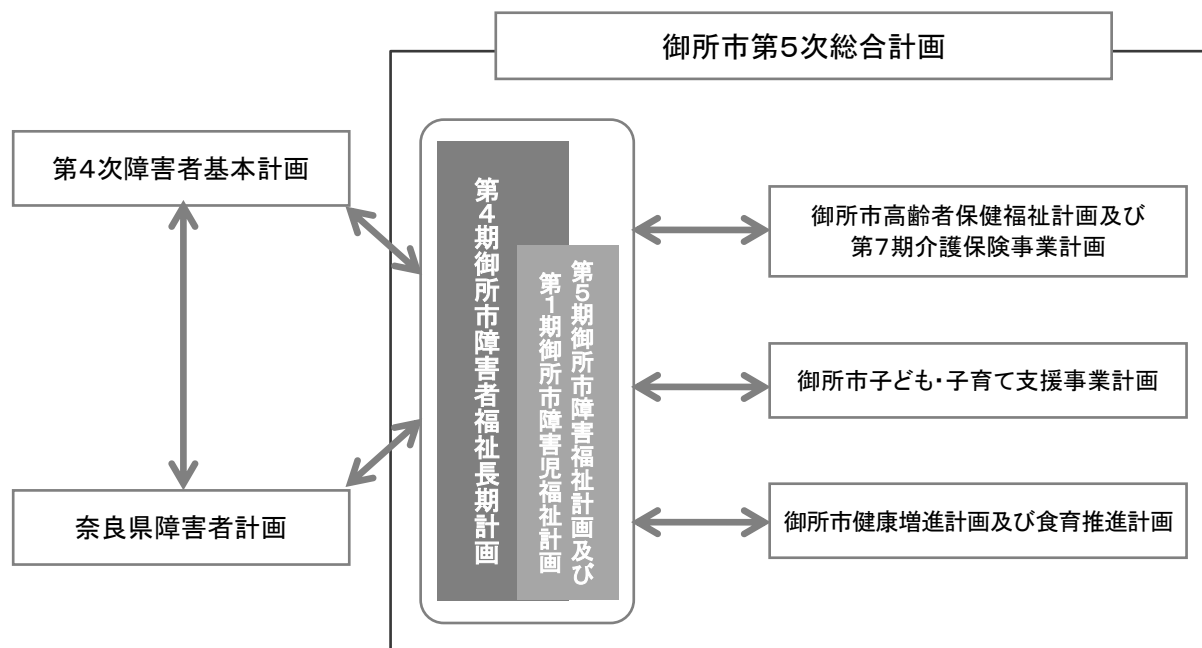 御所市第5次総合計画
第4次障害者基本計画
奈良県障害者計画
第4期御所市障害者福祉長期計画
第5期御所市障害福祉計画及び
第1期御所市障害児福祉計画
御所市高齢者保健福祉計画及び
第7期介護保険事業計画
御所市子ども・子育て支援事業計画
御所市健康増進計画及び食育推進計画